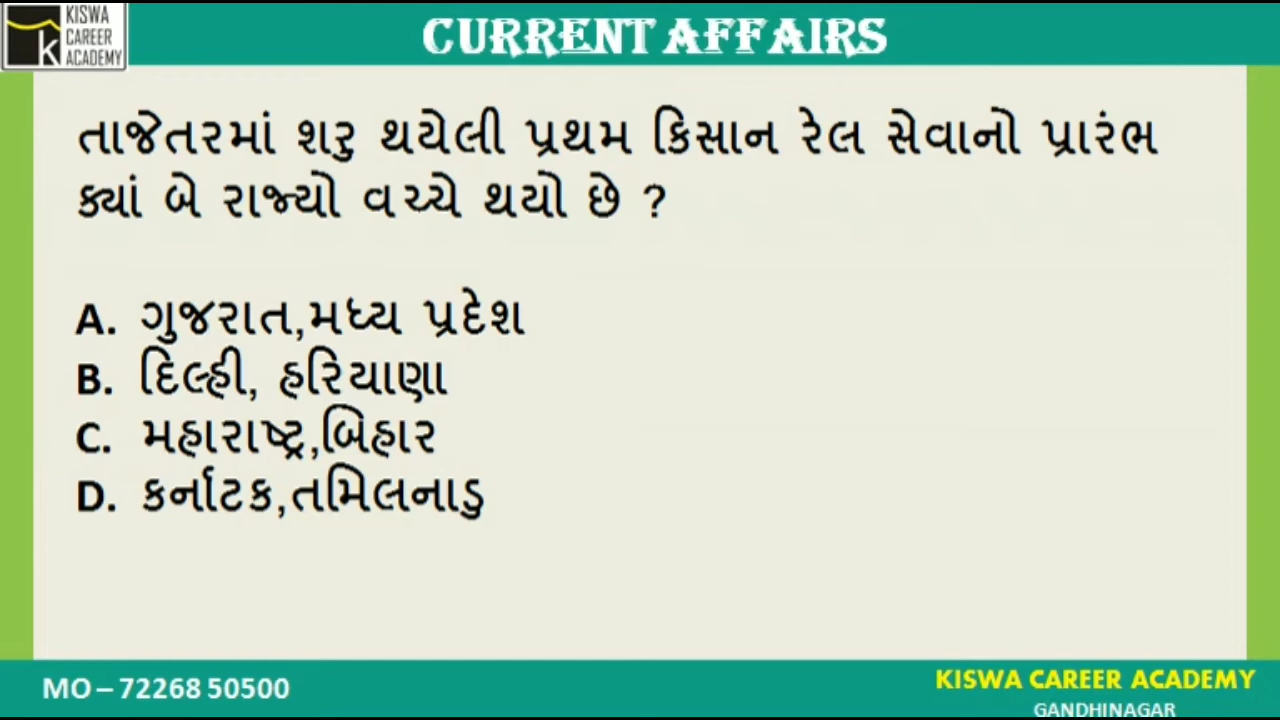 KISWA
CAREER
ACADEMY
k
CURRENT AFFAIRS
તાજેતરમાં શરુ થયેલી પ્રથમ કિસાન રેલ સેવાનો પ્રારંભ
ક્યાં બે રાજ્યો વચ્ચે થયો છે ?
A. ગુજરાત,મધ્ય પ્રદેશ
B. દિલ્હી, હરિયાણા
C. મહારાષ્ટ્ર,બિહાર
D. કર્નાટક,તમિલનાડુ
MO – 72268 50500
KISWA CAREER ACADEMY
GANDHINAGAR